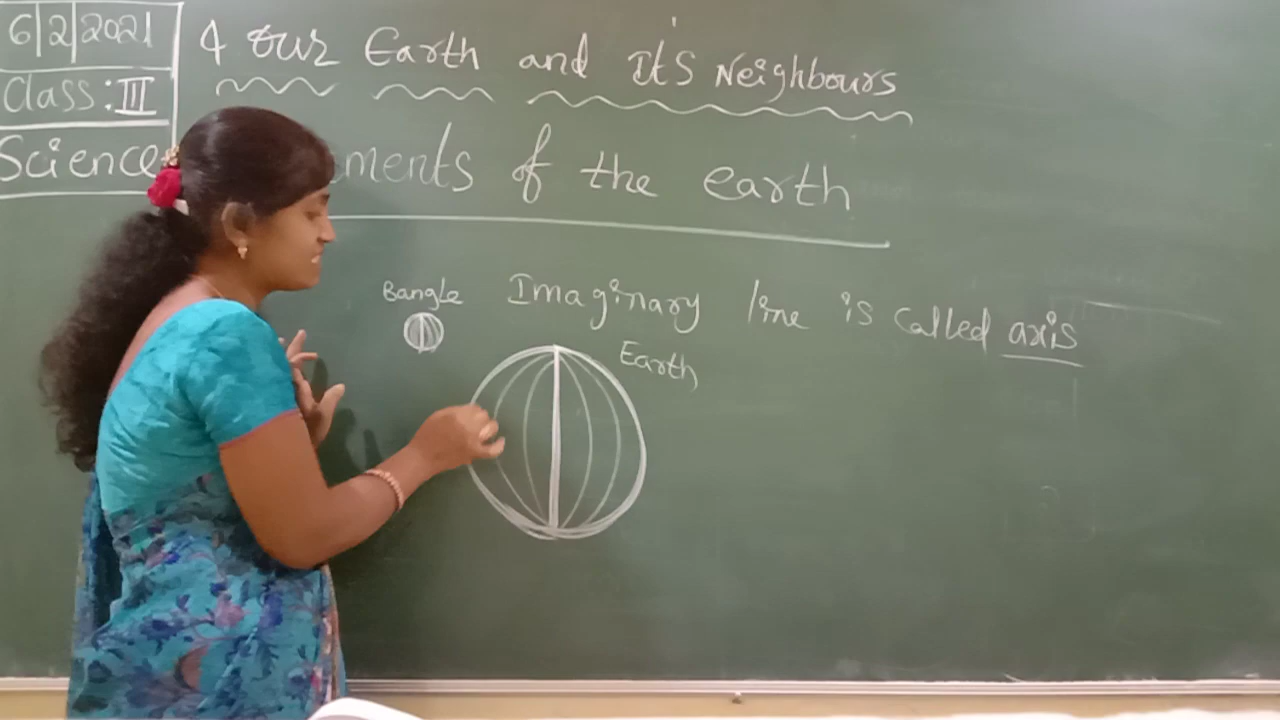 6/2/2021
Class: III
Science
4 Our Earth and It's Neighbours
ments of the earth
Bangle
Imaginary line is called axis
Earth